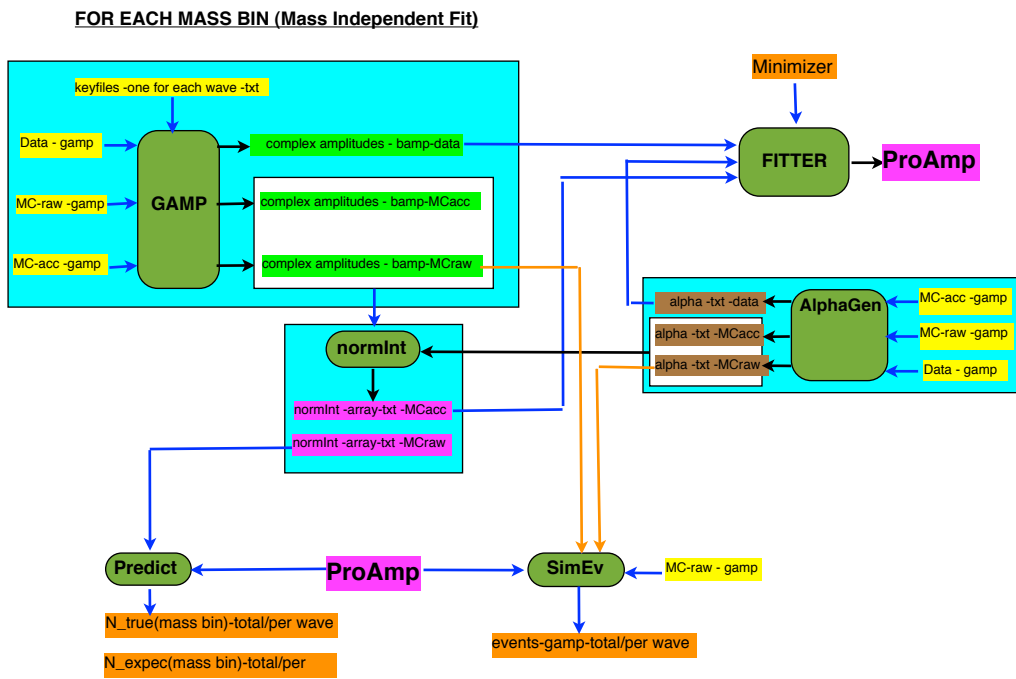 FOR EACH MASS BIN (Mass Independent Fit)
keyfiles -one for each wave -txt
Data - gamp
MC-raw -gamp
MC-acc -gamp
GAMP
complex amplitudes - bamp-data
complex amplitudes - bamp-MCacc
complex amplitudes - bamp-MCraw
Minimizer
FITTER
ProAmp
alpha -txt -data
alpha -txt -MCacc
alpha -txt -MCraw
AlphaGen
MC-acc -gamp
MC-raw -gamp
Data - gamp
normInt
normInt -array-txt -MCacc
normInt -array-txt -MCraw
Predict
ProAmp
SimEv
MC-raw - gamp
N_true(mass bin)-total/per wave
N_expec(mass bin)-total/per
events-gamp-total/per wave